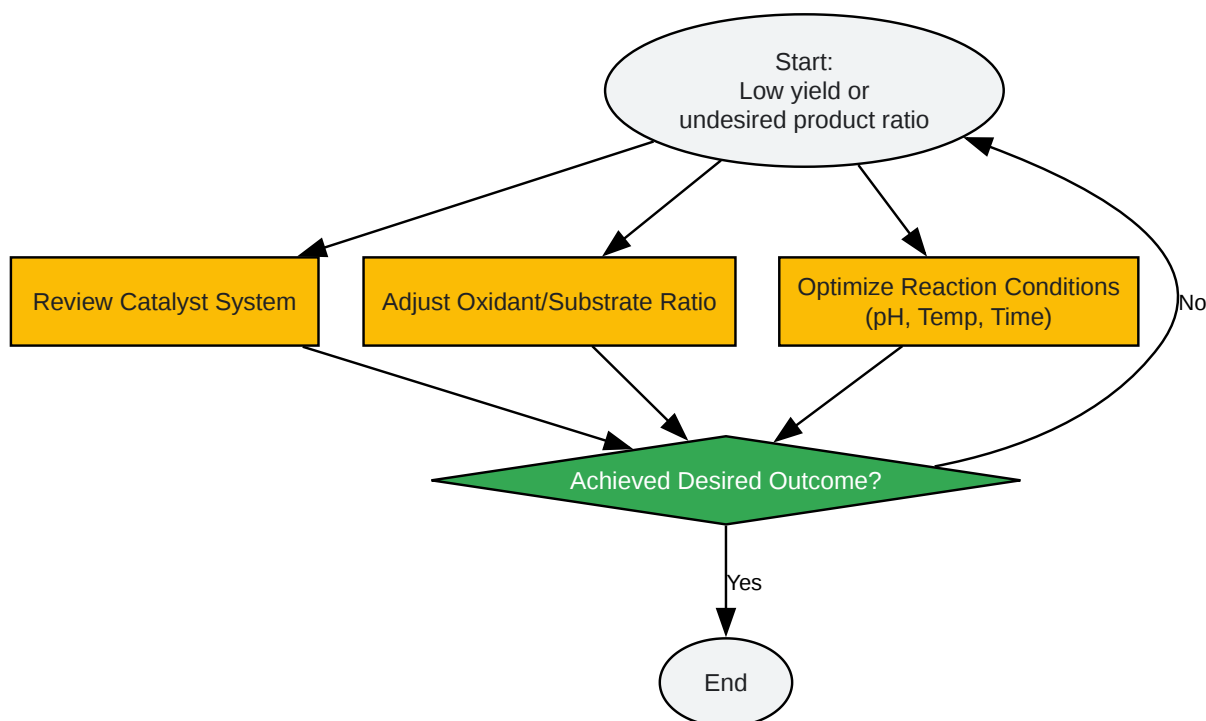 Start:
Low yield or
undesired product ratio
Review Catalyst System
Adjust Oxidant/Substrate Ratio
Optimize Reaction Conditions
(pH, Temp, Time)
No
Achieved Desired Outcome?
Yes
End